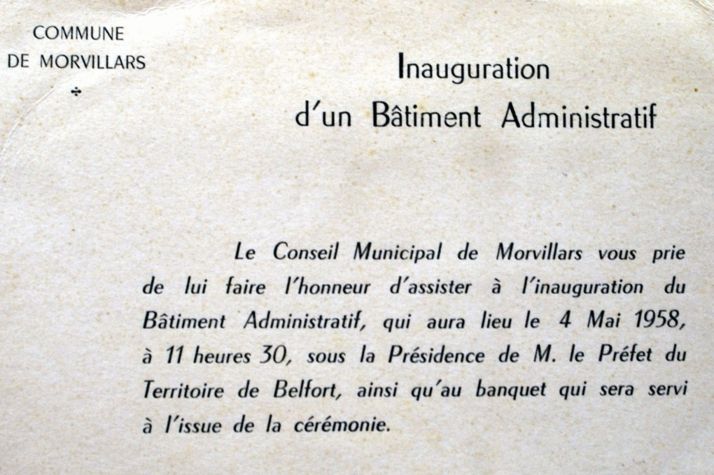 COMMUNE
DE MORVILLARS
Inauguration
d'un Bâtiment Administratif
Le Conseil Municipal de Morvillars vous prie
de lui faire l'honneur d'assister à l'inauguration du
Bâtiment Administratif, qui aura lieu le 4 Mai 1958,
à 11 heures 30, sous la Présidence de M. le Préfet du
Territoire de Belfort, ainsi qu'au banquet qui sera servi
à l'issue de la cérémonie.